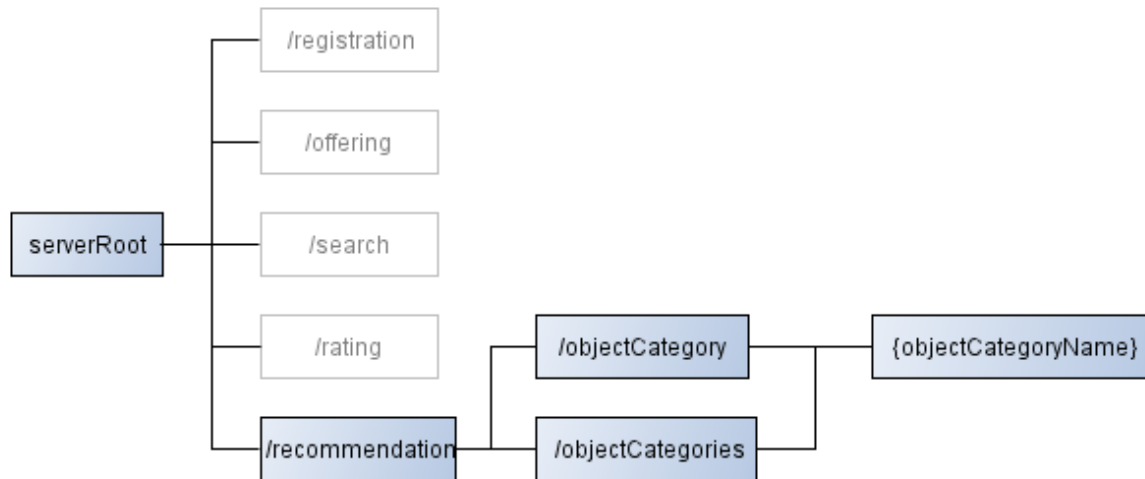 /registration
/offering
/search
serverRoot
/rating
/objectCategory
{objectCategoryName}
/recommendation
/objectCategories